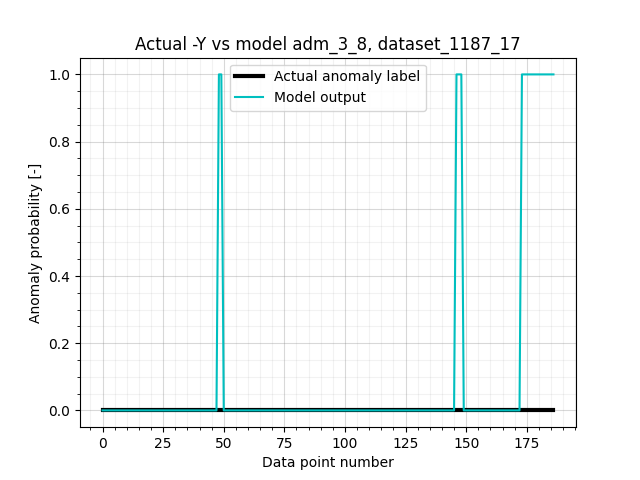 Actual -Y vs model adm_3_8, dataset_1187_17
Actual anomaly label
Model output
Anomaly probability [-]
1.0
0.8
0.6
0.4
0.2
0.0
0 25 50 75 100 125 150 175
Data point number